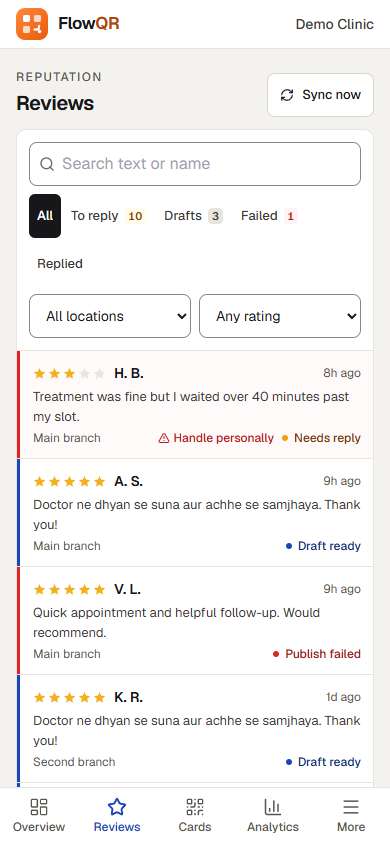 FlowQR
Demo Clinic
REPUTATION
Reviews
Sync now
Search text or name
All To reply 10 Drafts 3 Failed 1
Replied
All locations Any rating
H. B. 8h ago
Treatment was fine but I waited over 40 minutes past
my slot.
Main branch Handle personally Needs reply
A. S. 9h ago
Doctor ne dhyan se suna aur achhe se samjhaya. Thank
you!
Main branch Draft ready
V. L. 9h ago
Quick appointment and helpful follow-up. Would
recommend.
Main branch Publish failed
K. R. 1d ago
Doctor ne dhyan se suna aur achhe se samjhaya. Thank
you!
Second branch Draft ready
Overview Reviews Cards Analytics More